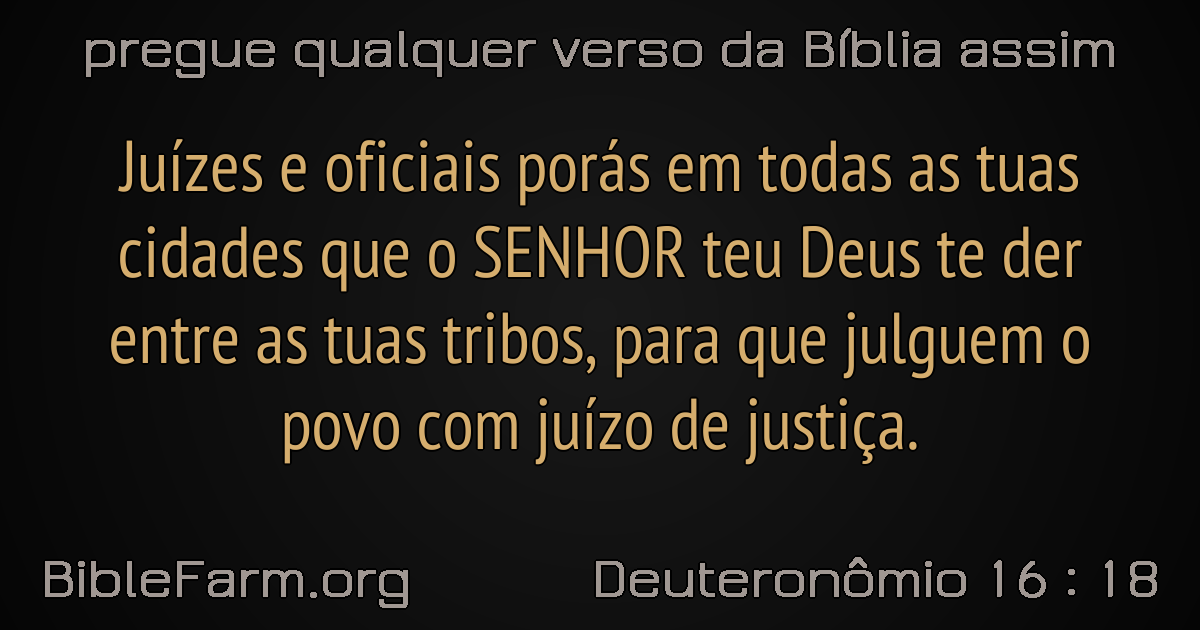 pregue qualquer verso da Bíblia assim
Juízes e oficiais porás em todas as tuas
cidades que o SENHOR teu Deus te der
entre as tuas tribos, para que julguem o
povo com juízo de justiça.
BibleFarm.org
Deuteronômio 16 : 18